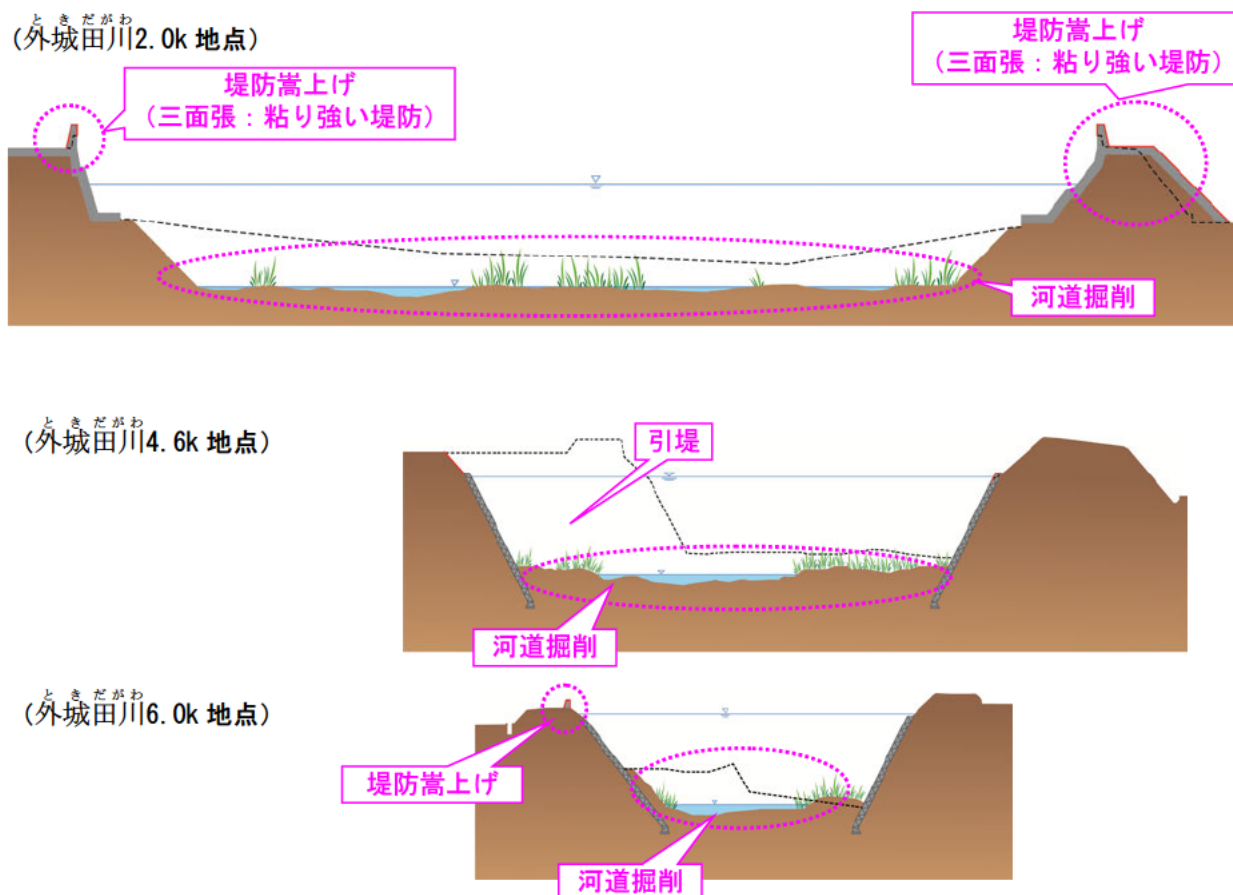 ときだがわ
(外城田川2.0k 地点)
堤防嵩上げ
(三面張：粘り強い堤防)
堤防嵩上げ
(三面張：粘り強い堤防)
河道掘削
ときだがわ
(外城田川4.6k 地点)
引堤
河道掘削
ときだがわ
(外城田川6.0k 地点)
堤防嵩上げ
河道掘削